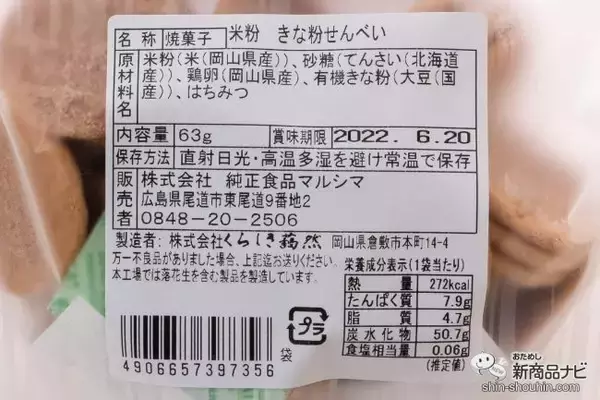 名称 焼菓子 米粉 きな粉せんべい
原材料名 米粉(米(岡山県産))、砂糖(てんさい(北海道
産))、鶏卵(岡山県産)、有機きな粉(大豆(国
産))、はちみつ
内容量 63g 賞味期限 2022. 6.20
保存方法 直射日光・高温多湿を避け常温で保存
販売者 株式会社 純正食品マルシマ
広島県尾道市東尾道9番地2
0848-20-2506
製造者:株式会社くらしき藹然 岡山県倉敷市本町14-4
万一不良品がありました場合、上記迄お送りください。
本工場では落花生を含む製品を製造しています。
栄養成分表示(1袋当たり)
熱量 272kcal
たんぱく質 7.9g
脂質 4.7g
炭水化物 50.7g
食塩相当量 0.06g
(推定値)
プラ
袋
4906657397356
おためし
新商品ナビ
shin-shouhin.com